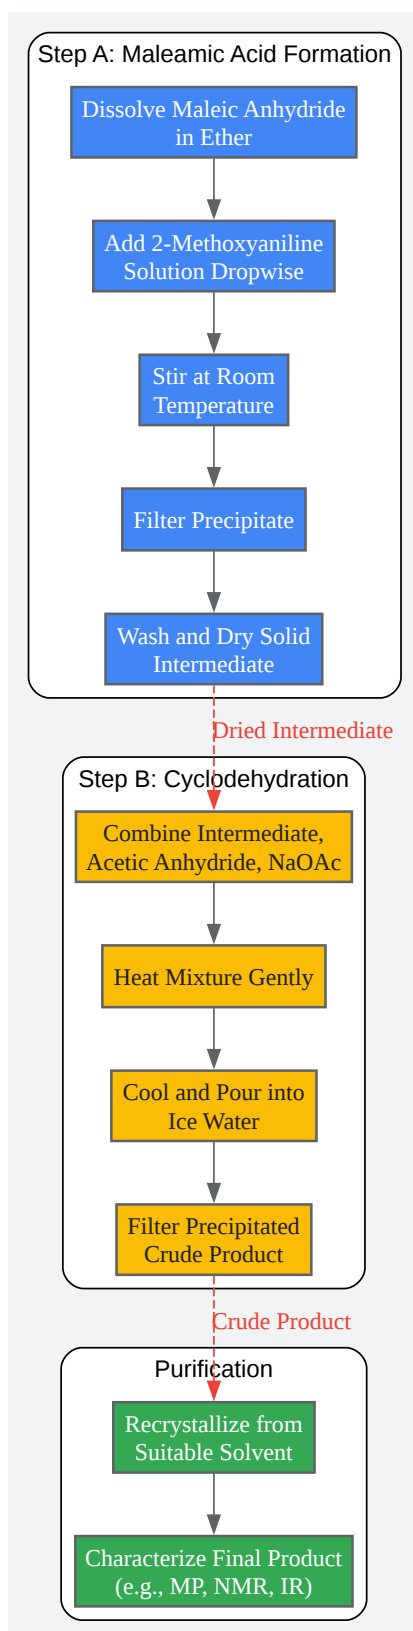 Step A: Maleamic Acid Formation
Dissolve Maleic Anhydride
in Ether
Add 2-Methoxyaniline
Solution Dropwise
Stir at Room
Temperature
Filter Precipitate
Wash and Dry Solid
Intermediate
Dried Intermediate
Step B: Cyclodehydration
Combine Intermediate,
Acetic Anhydride, NaOAc
Heat Mixture Gently
Cool and Pour into
Ice Water
Filter Precipitated
Crude Product
Crude Product
Purification
Recrystallize from
Suitable Solvent
Characterize Final Product
(e.g., MP, NMR, IR)